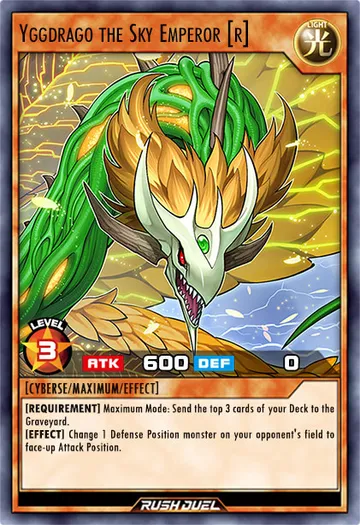 Yggdrago the Sky Emperor [R]
LIGHT
光
LEVEL
3
ATK 600 DEF 0
[CYBERSE/MAXIMUM/EFFECT]
[REQUIREMENT] Maximum Mode: Send the top 3 cards of your Deck to the
Graveyard.
[EFFECT] Change 1 Defense Position monster on your opponent's field to
face-up Attack Position.
RUSH DUEL